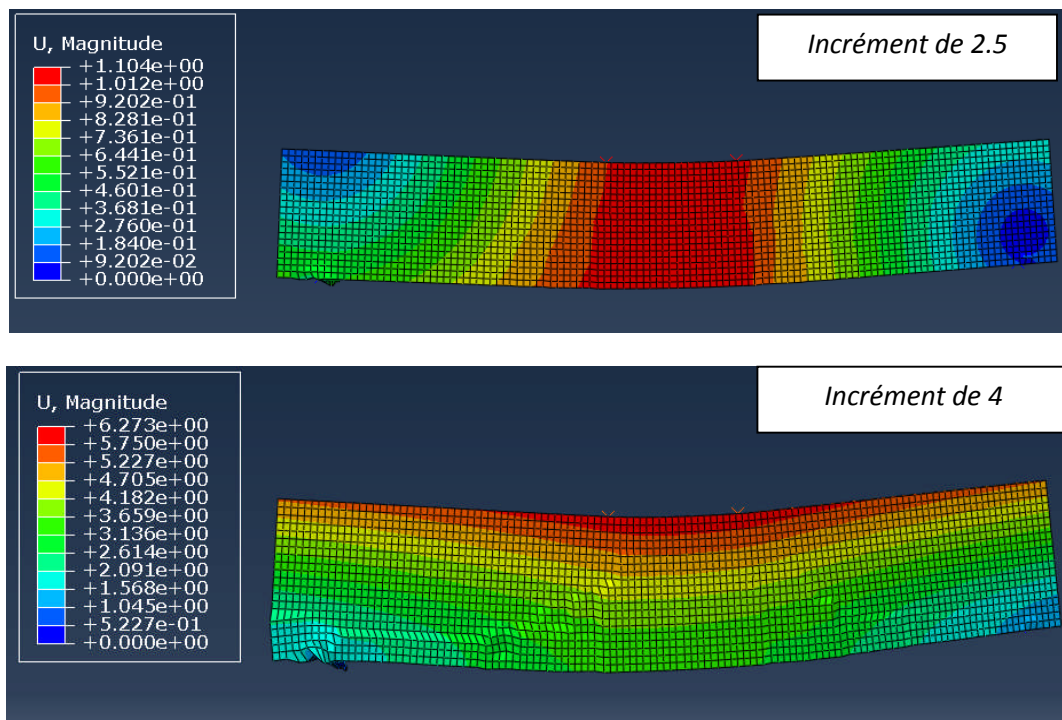 U, Magnitude
+1.104e+00
+1.012e+00
+9.202e-01
+8.281e-01
+7.361e-01
+6.441e-01
+5.521e-01
+4.601e-01
+3.681e-01
+2.760e-01
+1.840e-01
+9.202e-02
+0.000e+00
Incrément de 2.5
U, Magnitude
+6.273e+00
+5.750e+00
+5.227e+00
+4.705e+00
+4.182e+00
+3.659e+00
+3.136e+00
+2.614e+00
+2.091e+00
+1.568e+00
+1.045e+00
+5.227e-01
+0.000e+00
Incrément de 4